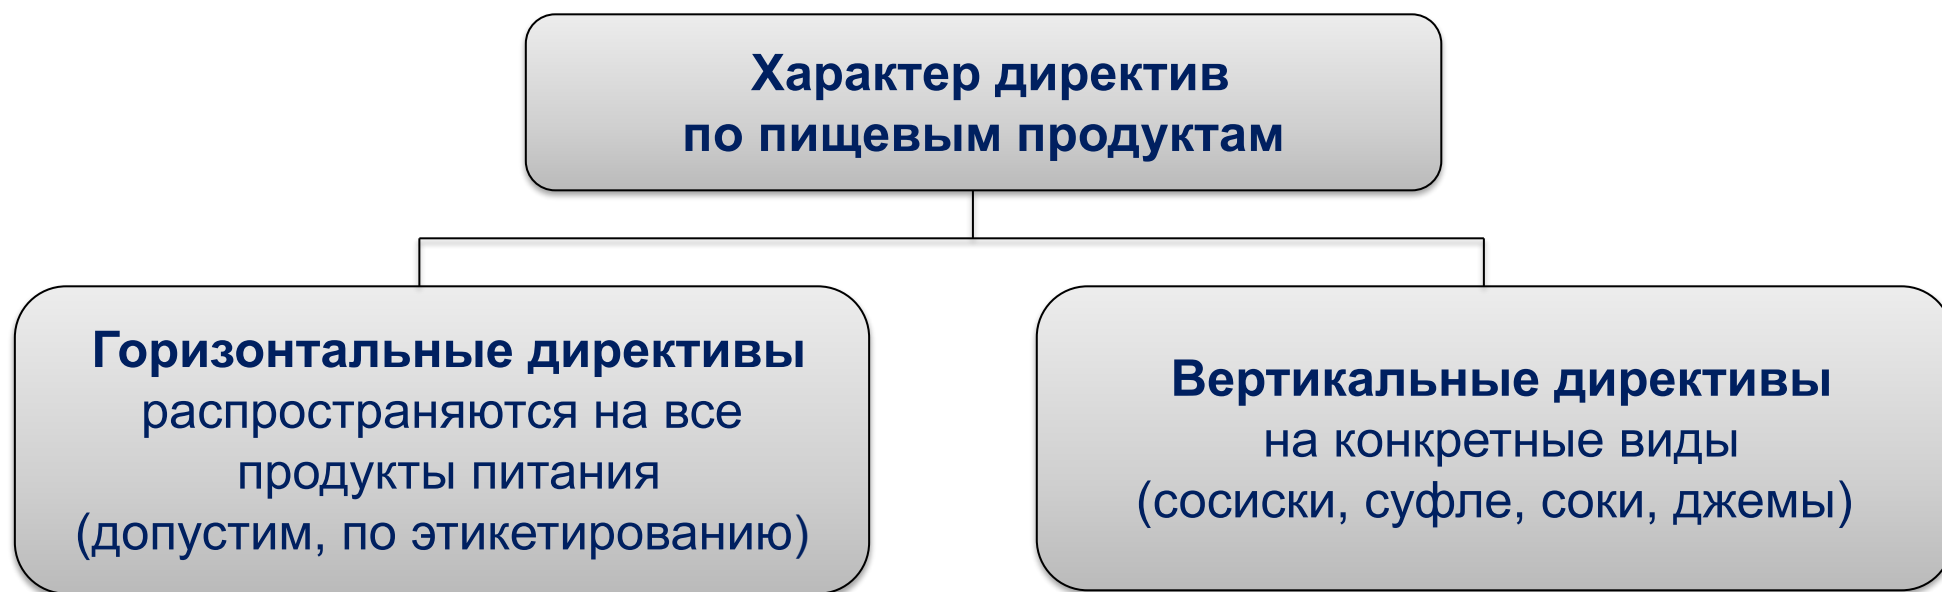 Характер директив
по пищевым продуктам
Горизонтальные директивы
распространяются на все
продукты питания
(допустим, по этикетированию)
Вертикальные директивы
на конкретные виды
(сосиски, суфле, соки, джемы)